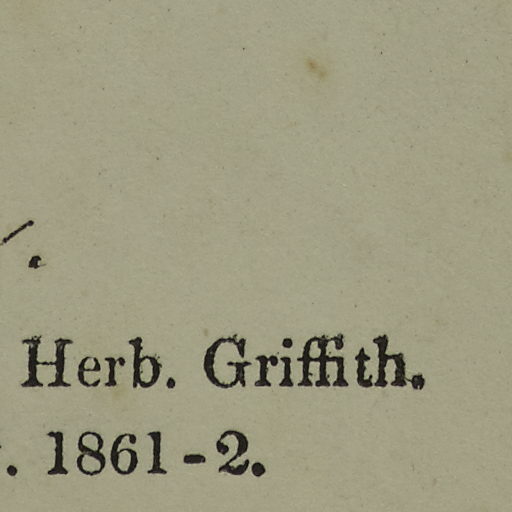 Herb. Griffith.
. 1861-2.